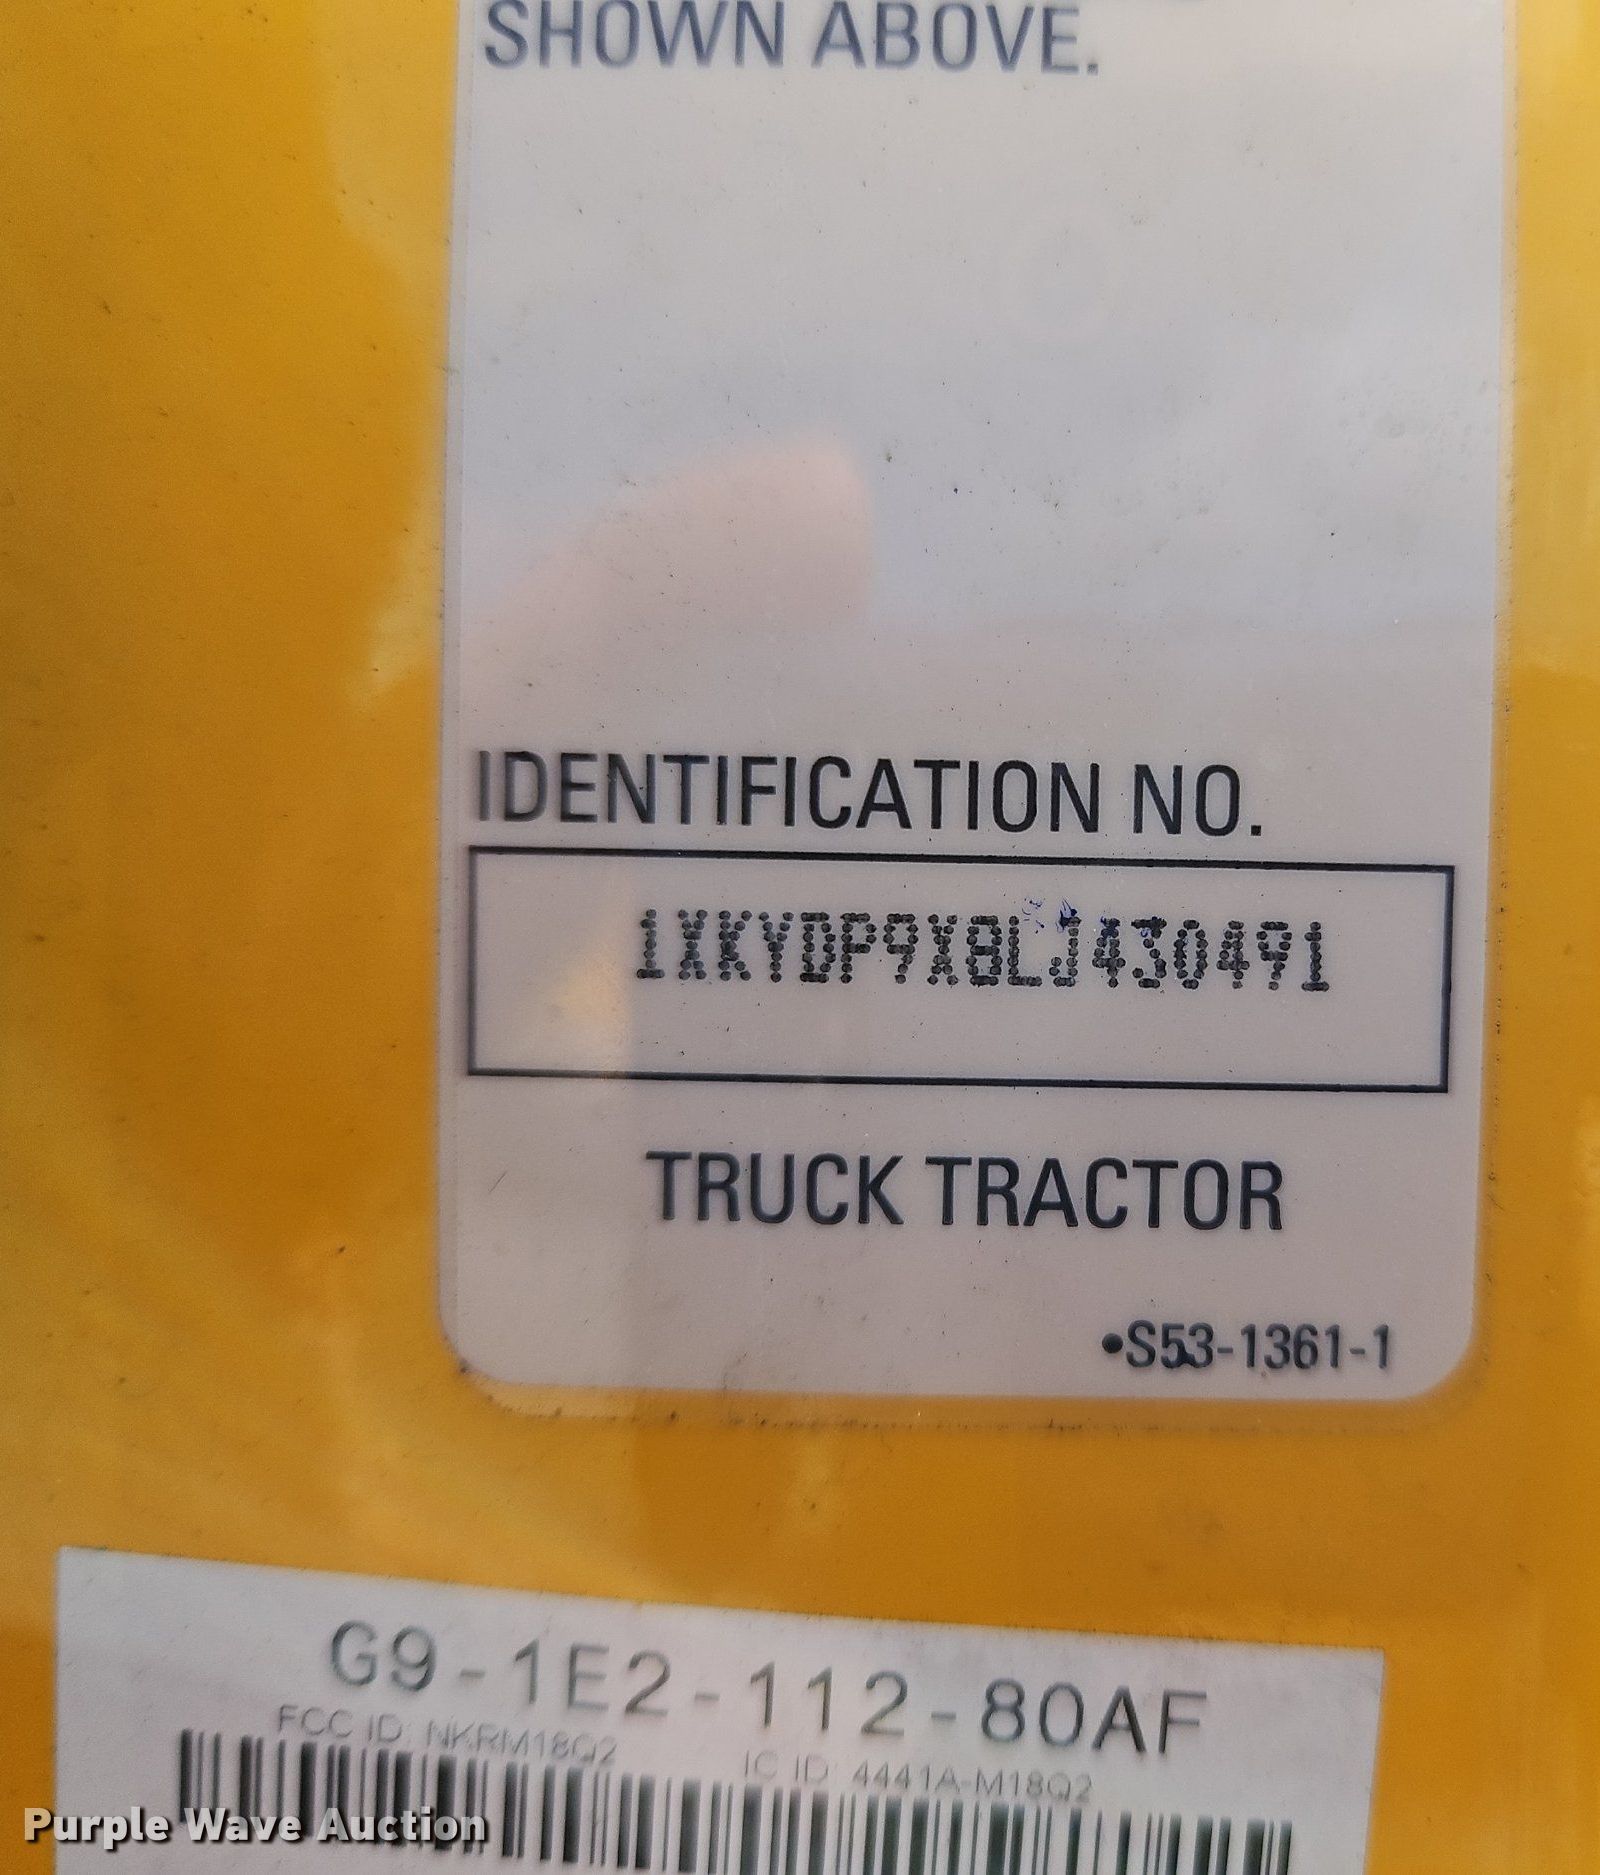 SHOWN ABOVE.
IDENTIFICATION NO.
1XKYDP9X8LJ430491
TRUCK TRACTOR
•S53-1361-1
G9-1E2-112-80AF
FCC ID: NKRM18Q2
IC ID: 4441A-M18Q2
Purple Wave Auction